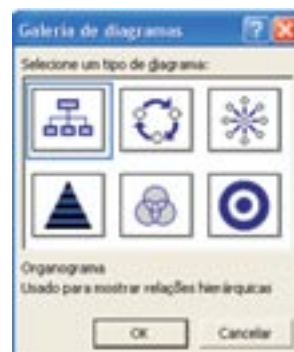 Galeria de diagramas
Selecione um tipo de diagrama:
Organograma
Usado para mostrar relações hierárquicas
OK
Cancelar